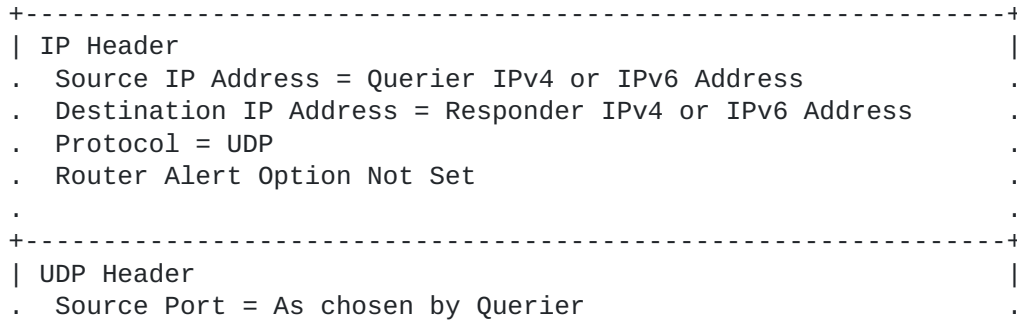 +---------------------------------------------------------------+
| IP Header                                                     |
.  Source IP Address = Querier IPv4 or IPv6 Address             .
.  Destination IP Address = Responder IPv4 or IPv6 Address      .
.  Protocol = UDP                                               .
.  Router Alert Option Not Set                                  .
.                                                               .
+---------------------------------------------------------------+
| UDP Header                                                    |
.  Source Port = As chosen by Querier                           .